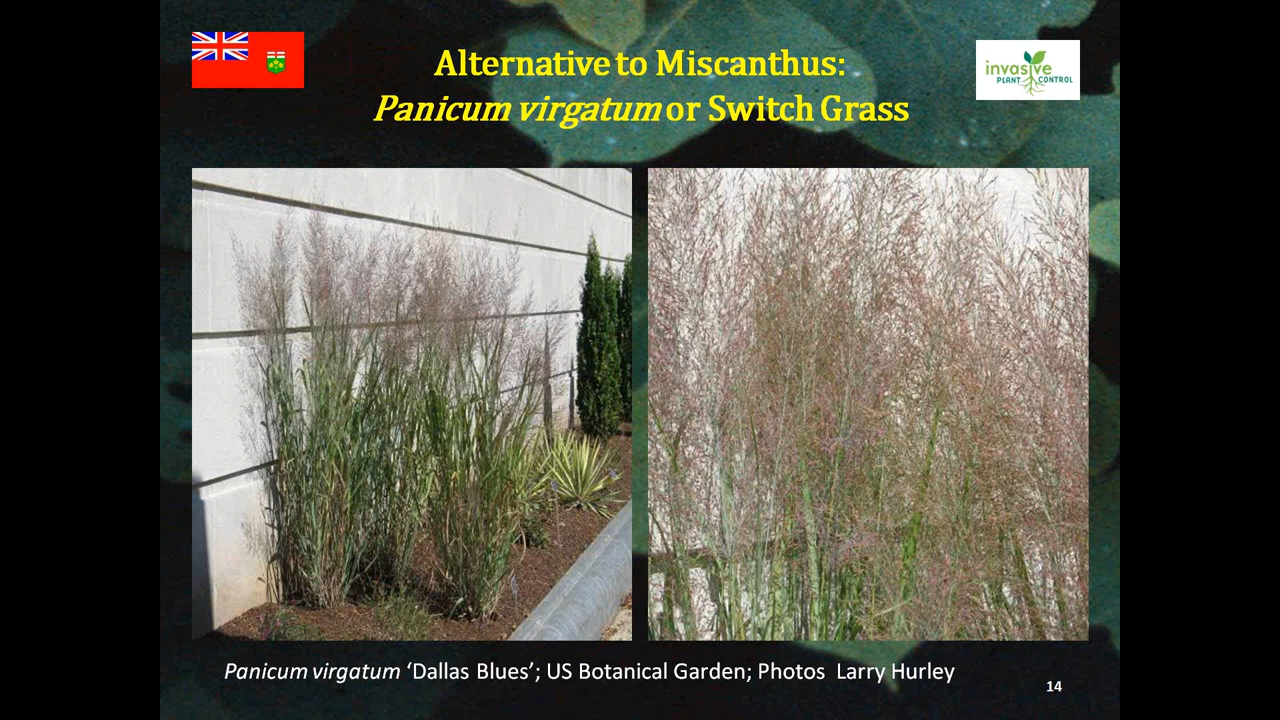 Alternative to Miscanthus:
Panicum virgatum or Switch Grass
invasive
PLANT CONTROL
Panicum virgatum ‘Dallas Blues’; US Botanical Garden; Photos Larry Hurley
14